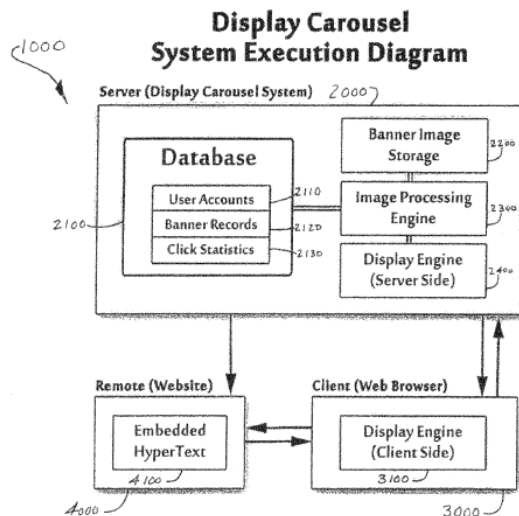 Display Carousel
System Execution Diagram
1000
Server (Display Carousel System)
2000
Database
2100
User Accounts
2110
Banner Records
2120
Click Statistics
2130
Banner Image
Storage
2200
Image Processing
Engine
2300
Display Engine
(Server Side)
2400
Remote (Website)
Embedded
HyperText
4100
4000
Client (Web Browser)
Display Engine
(Client Side)
3100
3000